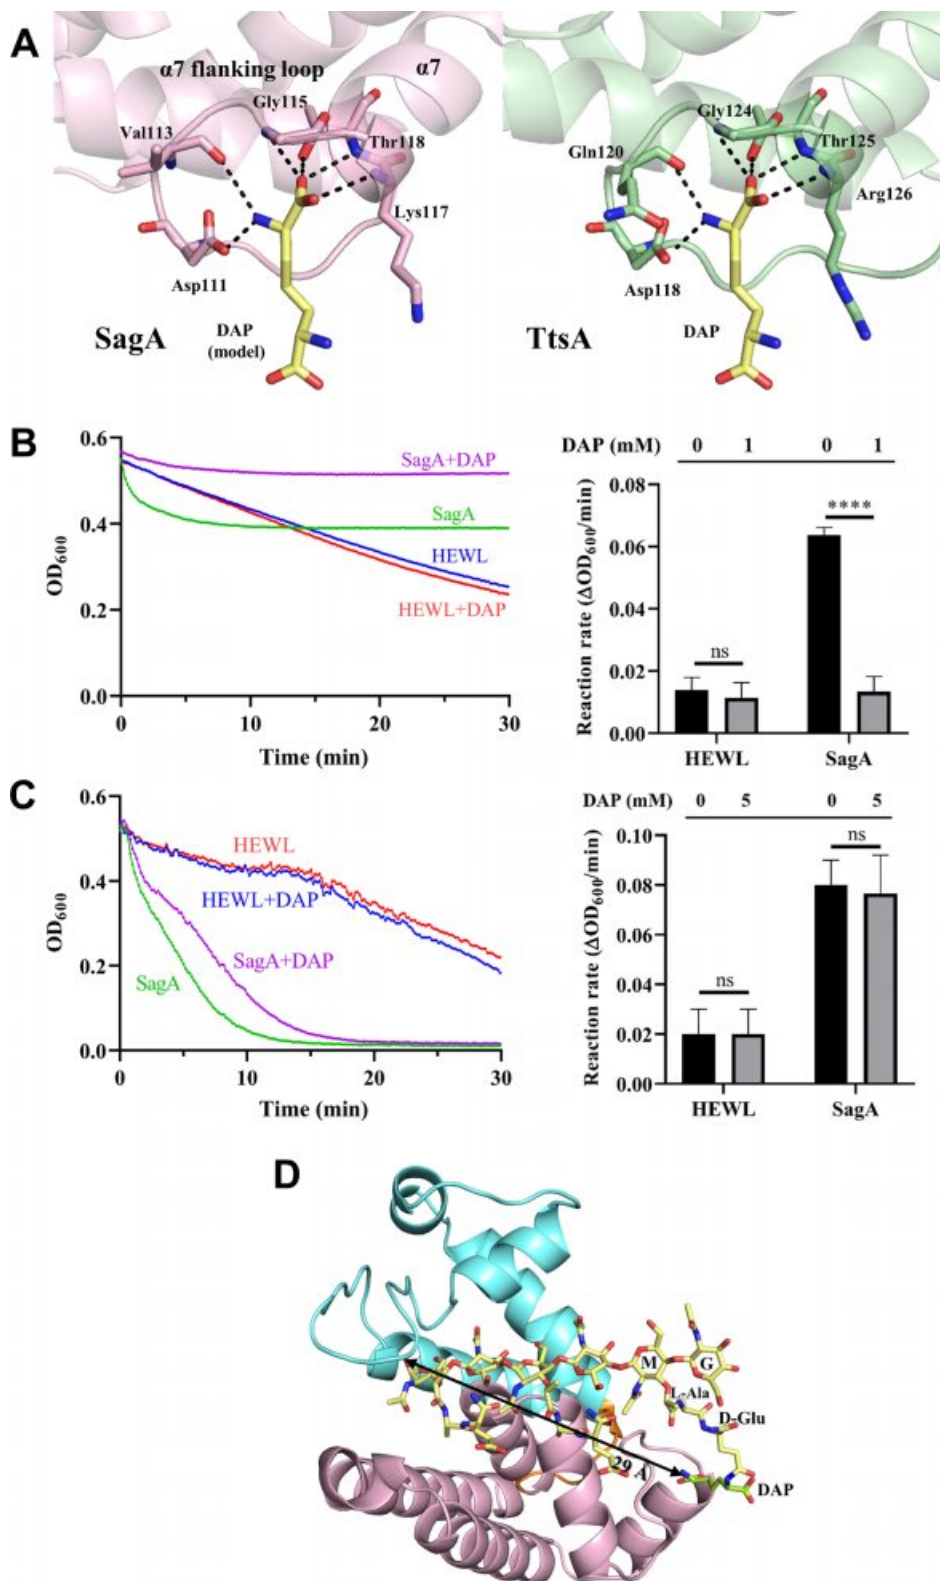 A
α7 flanking loop
α7
Gly115
Val113
Thr118
Lys117
Asp111
DAP
(model)
SagA
Gly124
Thr125
Gln120
Arg126
Asp118
DAP
TtsA
B
0.6
0.4
0.2
0.0
OD600
SagA+DAP
SagA
HEWL
HEWL+DAP
0 10 20 30
Time (min)
DAP (mM) 0 1 0 1
0.08
0.06
0.04
0.02
0.00
Reaction rate (ΔOD600/min)
ns
****
HEWL SagA
C
0.6
0.4
0.2
0.0
OD600
HEWL
HEWL+DAP
SagA+DAP
SagA
0 10 20 30
Time (min)
DAP (mM) 0 5 0 5
0.10
0.08
0.06
0.04
0.02
0.00
Reaction rate (ΔOD600/min)
ns
ns
HEWL SagA
D
M
G
L-Ala
D-Glu
29 Å
DAP